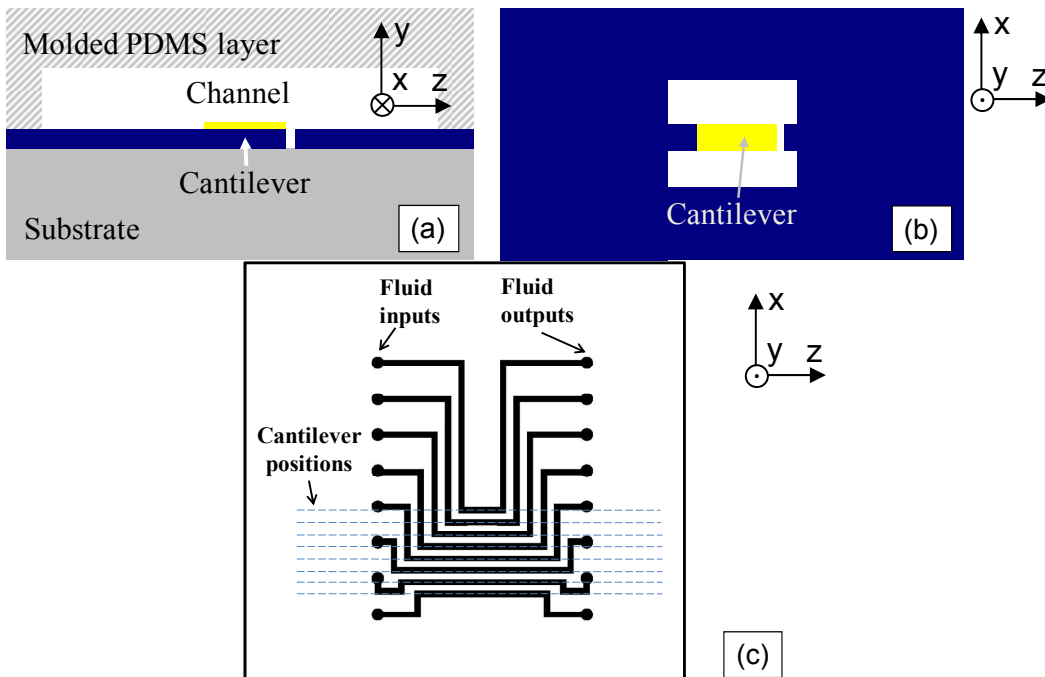 Molded PDMS layer
y
x
z
Channel
Cantilever
Substrate
(a)
x
y
z
Cantilever
(b)
Fluid
inputs
Fluid
outputs
x
y
z
Cantilever
positions
(c)